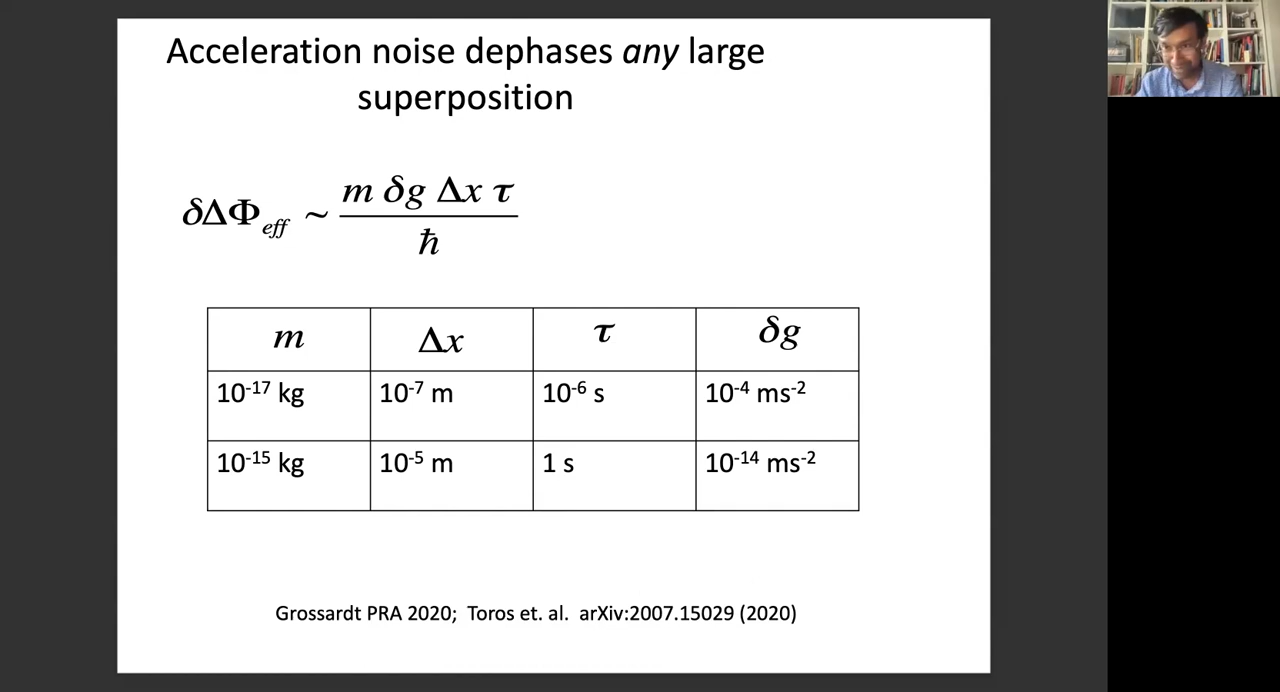 Acceleration noise dephases any large
superposition
δΔΦ_eff ~ m δg Δx τ / ħ
m Δx τ δg
10⁻¹⁷ kg 10⁻⁷ m 10⁻⁶ s 10⁻⁴ ms⁻²
10⁻¹⁵ kg 10⁻⁵ m 1 s 10⁻¹⁴ ms⁻²
Grossardt PRA 2020; Toros et. al. arXiv:2007.15029 (2020)